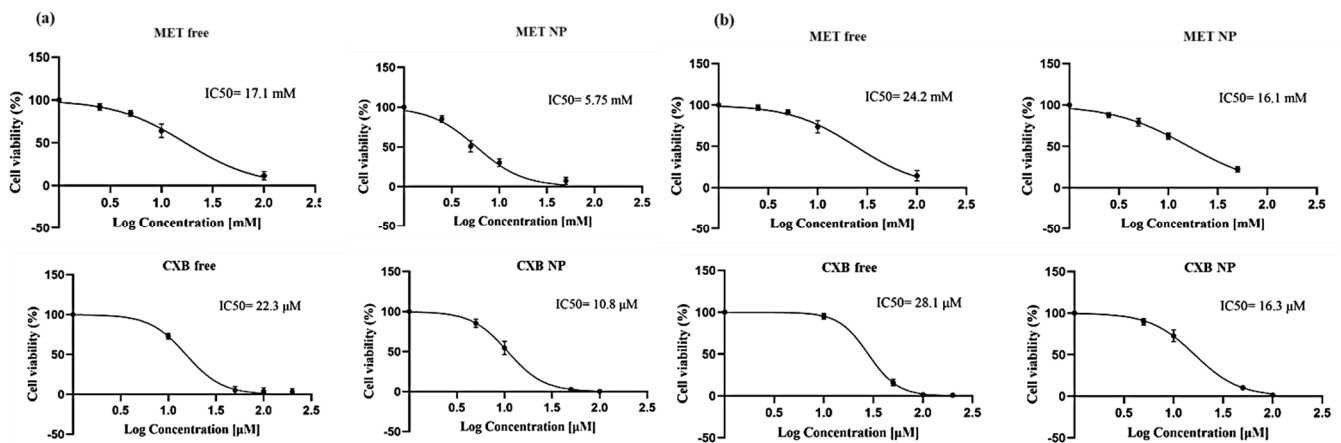 (a)
MET free
150
100
50
0
-50
Cell viability (%)
IC50= 17.1 mM
0.5 1.0 1.5 2.0 2.5
Log Concentration [mM]
MET NP
150
100
50
0
-50
Cell viability (%)
IC50= 5.75 mM
0.5 1.0 1.5 2.0 2.5
Log Concentration [mM]
CXB free
150
100
50
0
-50
Cell viability (%)
IC50= 22.3 µM
0.5 1.0 1.5 2.0 2.5
Log Concentration [µM]
CXB NP
150
100
50
0
-50
Cell viability (%)
IC50= 10.8 µM
0.5 1.0 1.5 2.0 2.5
Log Concentration [µM]
(b)
MET free
150
100
50
0
-50
Cell viability (%)
IC50= 24.2 mM
0.5 1.0 1.5 2.0 2.5
Log Concentration [mM]
MET NP
150
100
50
0
-50
Cell viability (%)
IC50= 16.1 mM
0.5 1.0 1.5 2.0 2.5
Log Concentration [mM]
CXB free
150
100
50
0
-50
Cell viability (%)
IC50= 28.1 µM
0.5 1.0 1.5 2.0 2.5
Log Concentration [µM]
CXB NP
150
100
50
0
-50
Cell viability (%)
IC50= 16.3 µM
0.5 1.0 1.5 2.0 2.5
Log Concentration [µM]